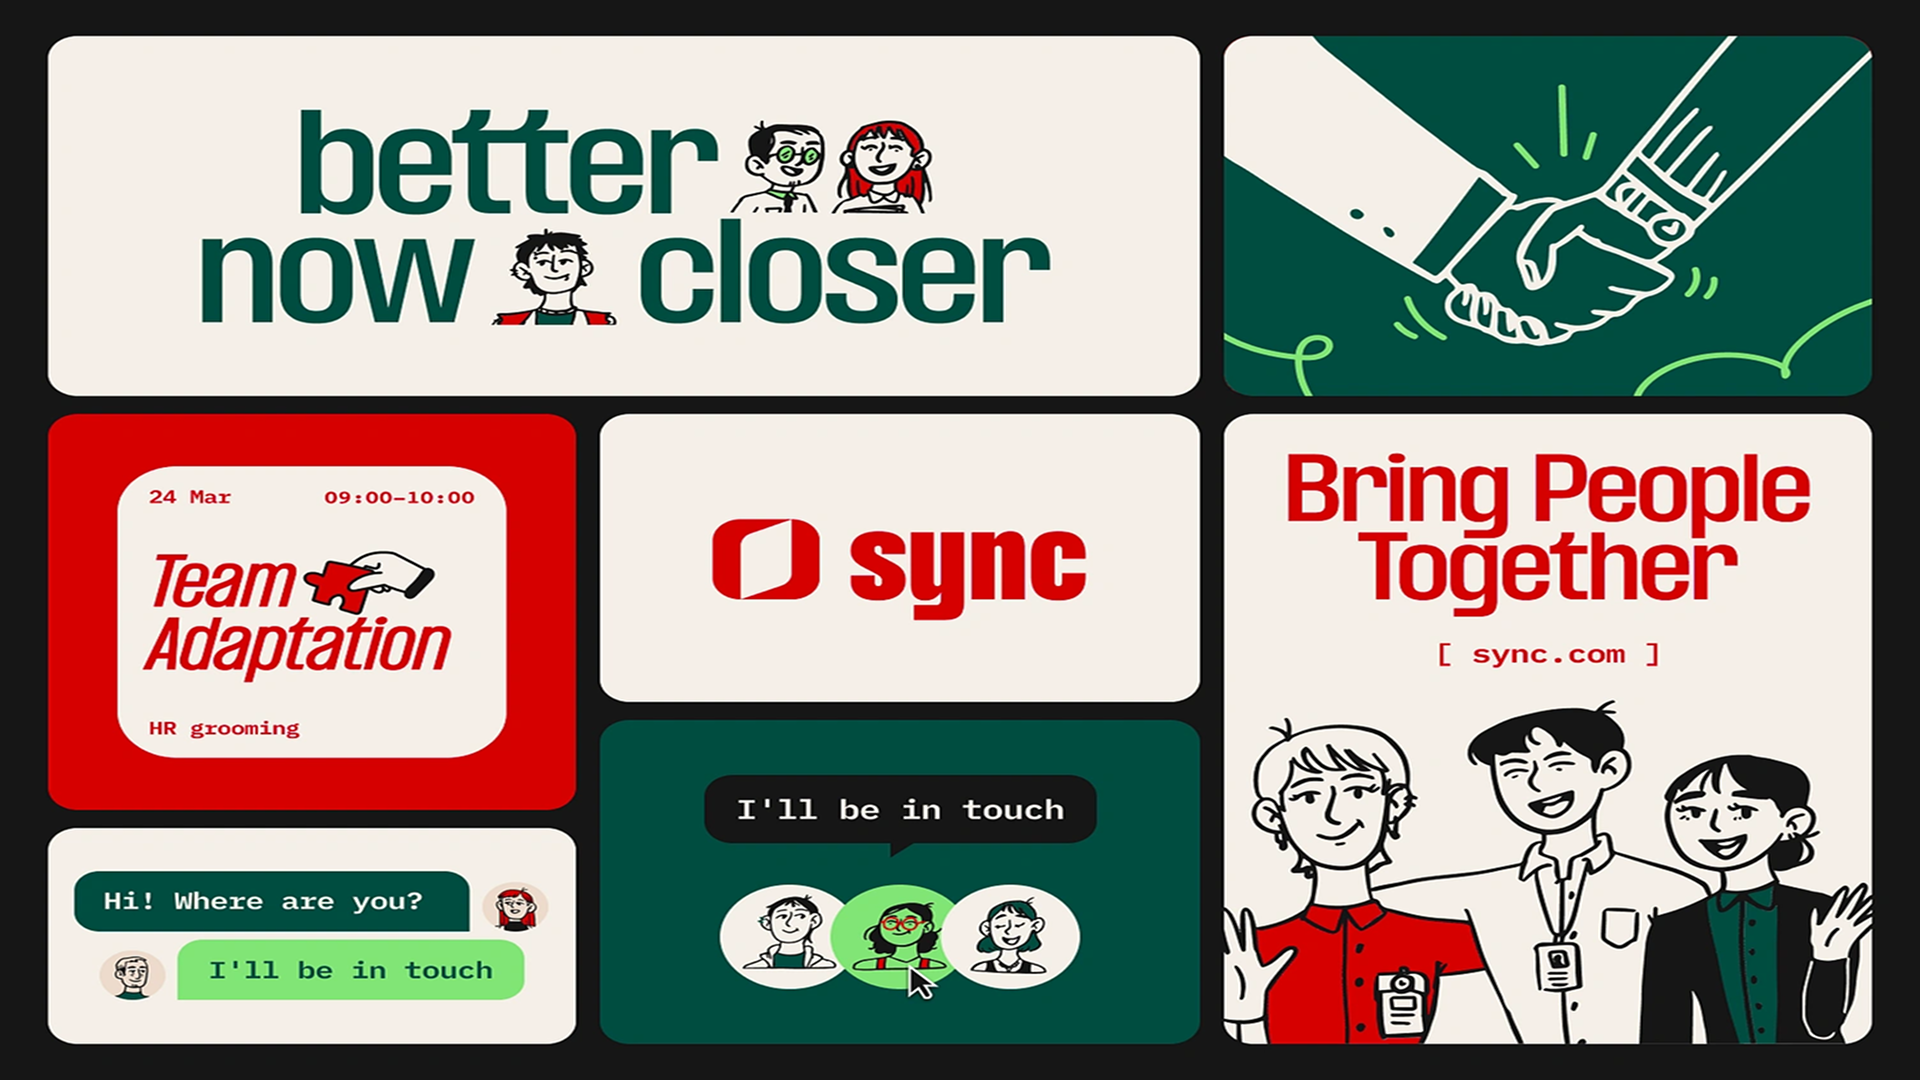 better
now closer
24 Mar
09:00–10:00
Team
Adaptation
HR grooming
sync
Bring People
Together
[ sync.com ]
Hi! Where are you?
I'll be in touch
I'll be in touch